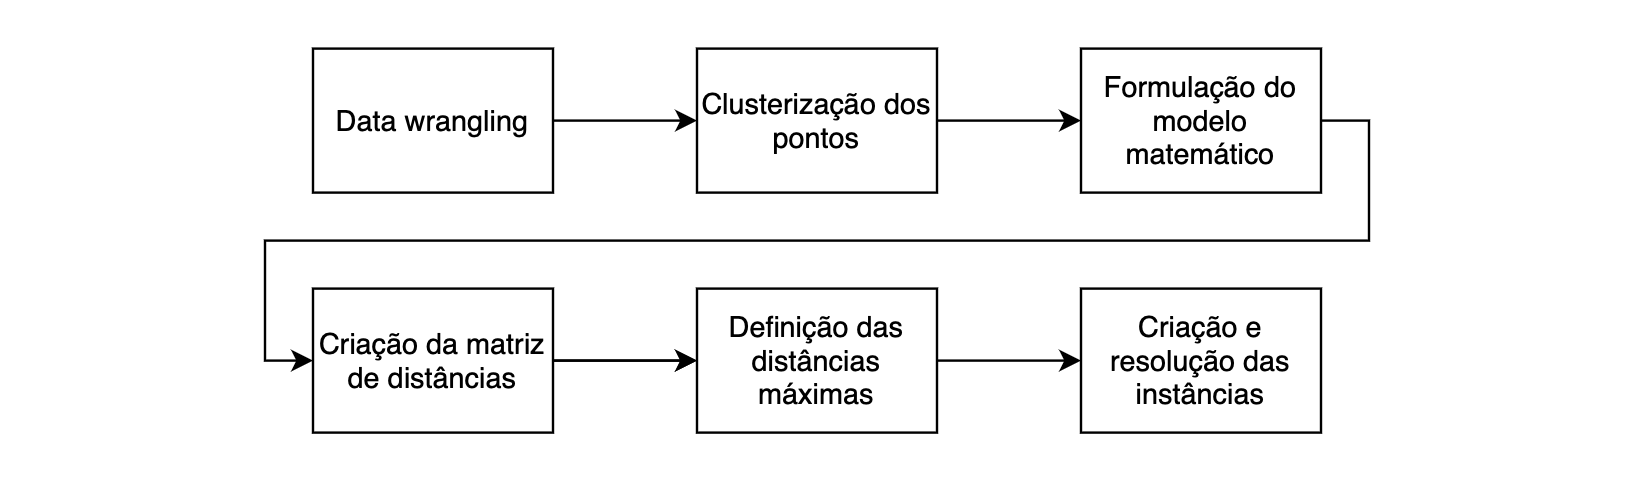 Data wrangling
Clusterização dos
pontos
Formulação do
modelo
matemático
Criação da matriz
de distâncias
Definição das
distâncias
máximas
Criação e
resolução das
instâncias